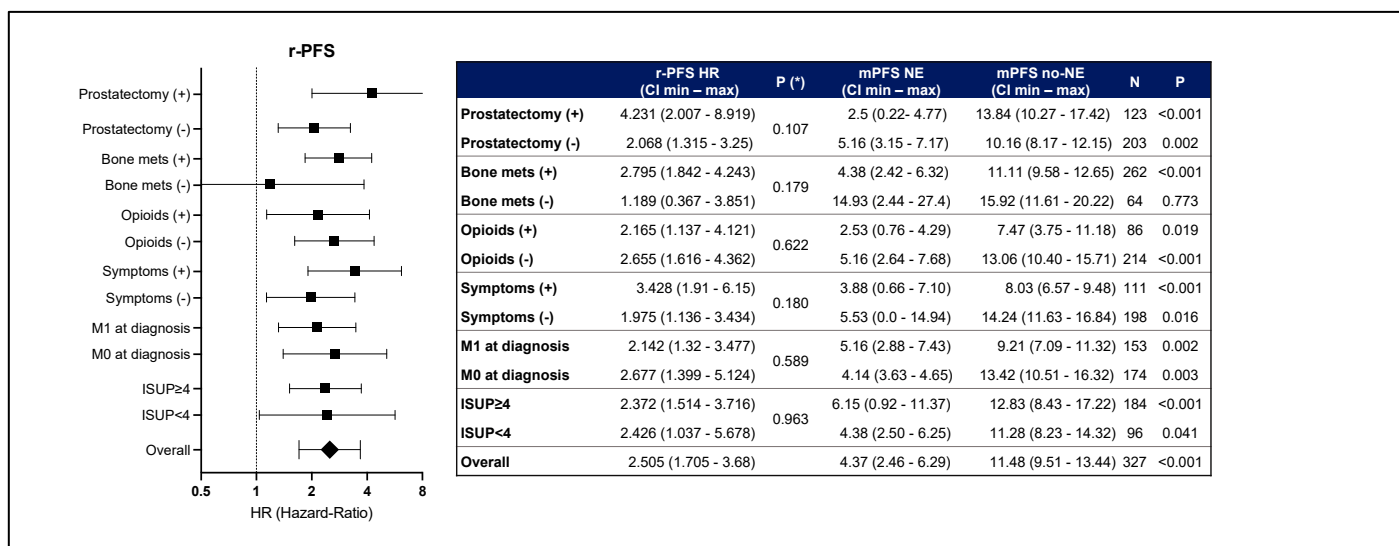 r-PFS
Prostatectomy (+)
Prostatectomy (-)
Bone mets (+)
Bone mets (-)
Opioids (+)
Opioids (-)
Symptoms (+)
Symptoms (-)
M1 at diagnosis
M0 at diagnosis
ISUP≥4
ISUP<4
Overall
0.5 1 2 4 8
HR (Hazard-Ratio)
r-PFS HR (CI min – max) P (*) mPFS NE (CI min – max) mPFS no-NE (CI min – max) N P
Prostatectomy (+) 4.231 (2.007 - 8.919) 2.5 (0.22- 4.77) 13.84 (10.27 - 17.42) 123 <0.001
0.107
Prostatectomy (-) 2.068 (1.315 - 3.25) 5.16 (3.15 - 7.17) 10.16 (8.17 - 12.15) 203 0.002
Bone mets (+) 2.795 (1.842 - 4.243) 4.38 (2.42 - 6.32) 11.11 (9.58 - 12.65) 262 <0.001
0.179
Bone mets (-) 1.189 (0.367 - 3.851) 14.93 (2.44 - 27.4) 15.92 (11.61 - 20.22) 64 0.773
Opioids (+) 2.165 (1.137 - 4.121) 2.53 (0.76 - 4.29) 7.47 (3.75 - 11.18) 86 0.019
0.622
Opioids (-) 2.655 (1.616 - 4.362) 5.16 (2.64 - 7.68) 13.06 (10.40 - 15.71) 214 <0.001
Symptoms (+) 3.428 (1.91 - 6.15) 3.88 (0.66 - 7.10) 8.03 (6.57 - 9.48) 111 <0.001
0.180
Symptoms (-) 1.975 (1.136 - 3.434) 5.53 (0.0 - 14.94) 14.24 (11.63 - 16.84) 198 0.016
M1 at diagnosis 2.142 (1.32 - 3.477) 5.16 (2.88 - 7.43) 9.21 (7.09 - 11.32) 153 0.002
0.589
M0 at diagnosis 2.677 (1.399 - 5.124) 4.14 (3.63 - 4.65) 13.42 (10.51 - 16.32) 174 0.003
ISUP≥4 2.372 (1.514 - 3.716) 6.15 (0.92 - 11.37) 12.83 (8.43 - 17.22) 184 <0.001
0.963
ISUP<4 2.426 (1.037 - 5.678) 4.38 (2.50 - 6.25) 11.28 (8.23 - 14.32) 96 0.041
Overall 2.505 (1.705 - 3.68) 4.37 (2.46 - 6.29) 11.48 (9.51 - 13.44) 327 <0.001